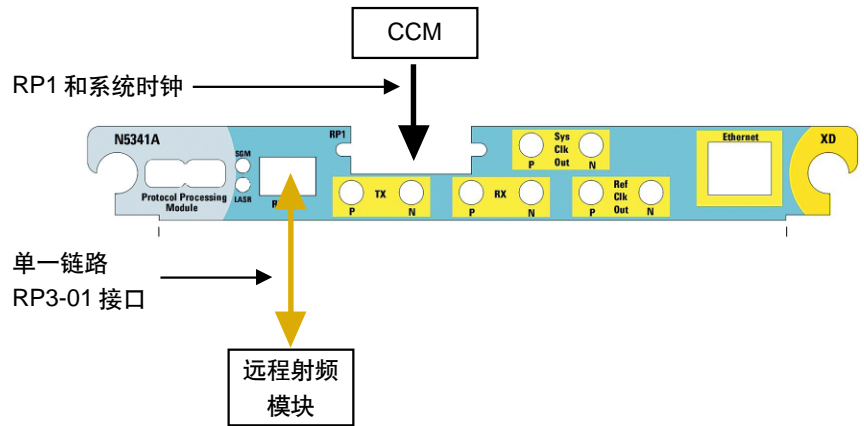 CCM
RP1 和系统时钟
N5341A
RP1
Sys
Clk
P Out N
Ethernet
XD
SGM
LASR
Protocol Processing
Module
TX
P N
RX
P N
Ref
Clk
P Out N
单一链路
RP3-01 接口
远程射频
模块